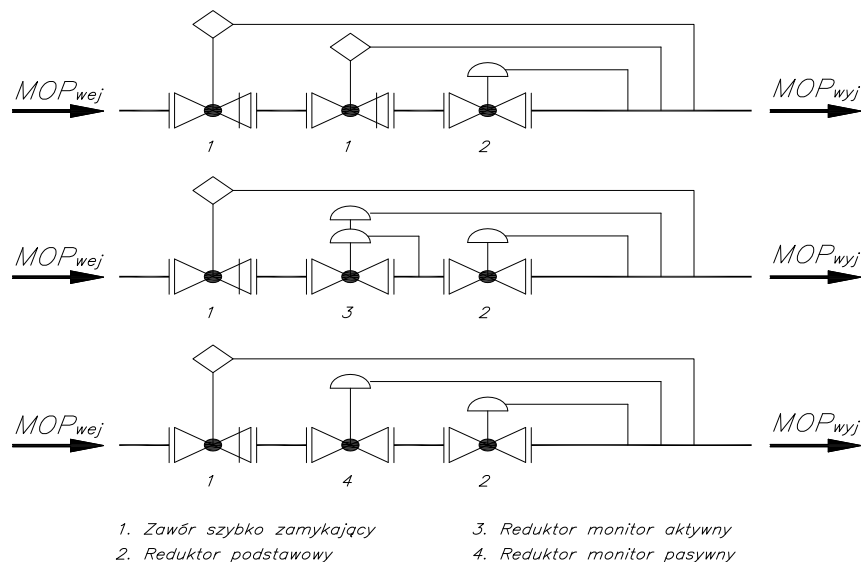 MOPwej MOPwyj
1 1 2
MOPwej MOPwyj
1 3 2
MOPwej MOPwyj
1 4 2
1. Zawór szybko zamykający 3. Reduktor monitor aktywny
2. Reduktor podstawowy 4. Reduktor monitor pasywny